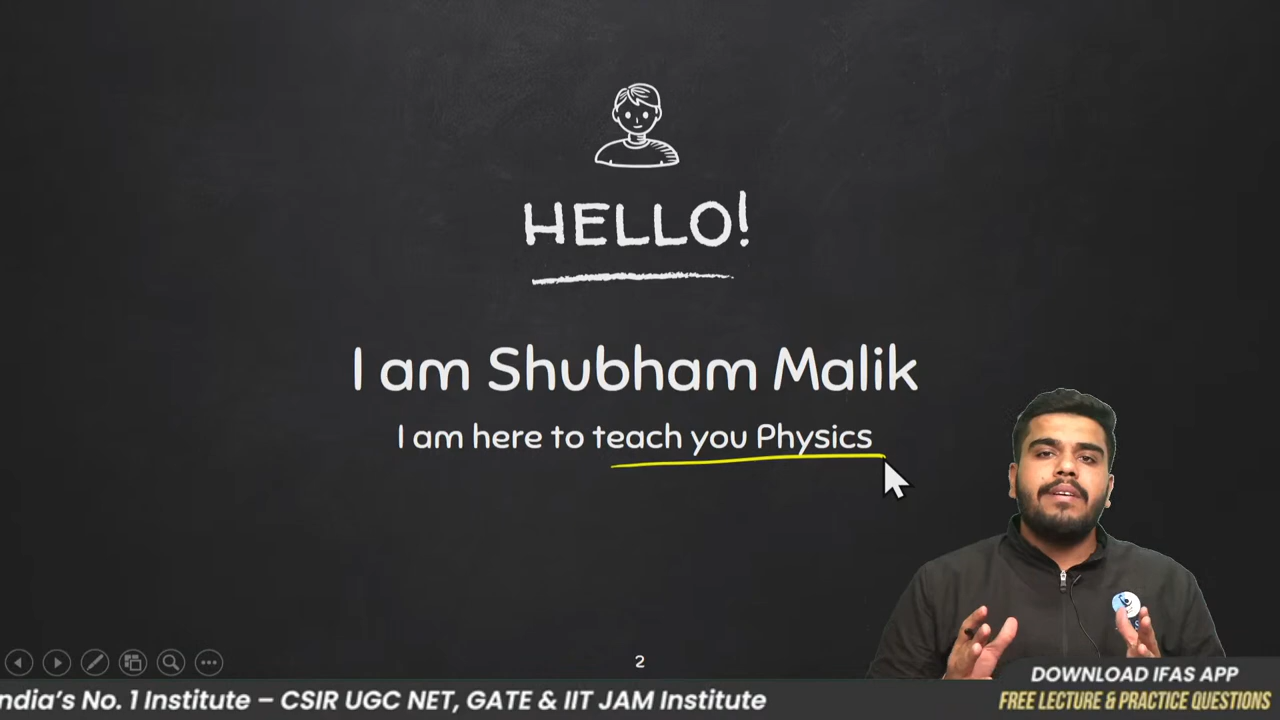 HELLO!
I am Shubham Malik
I am here to teach you Physics
2
DOWNLOAD IFAS APP
No. 1 Institute – CSIR UGC NET, GATE & IIT JAM Institute
FREE LECTURE & PRACTICE QUESTIONS